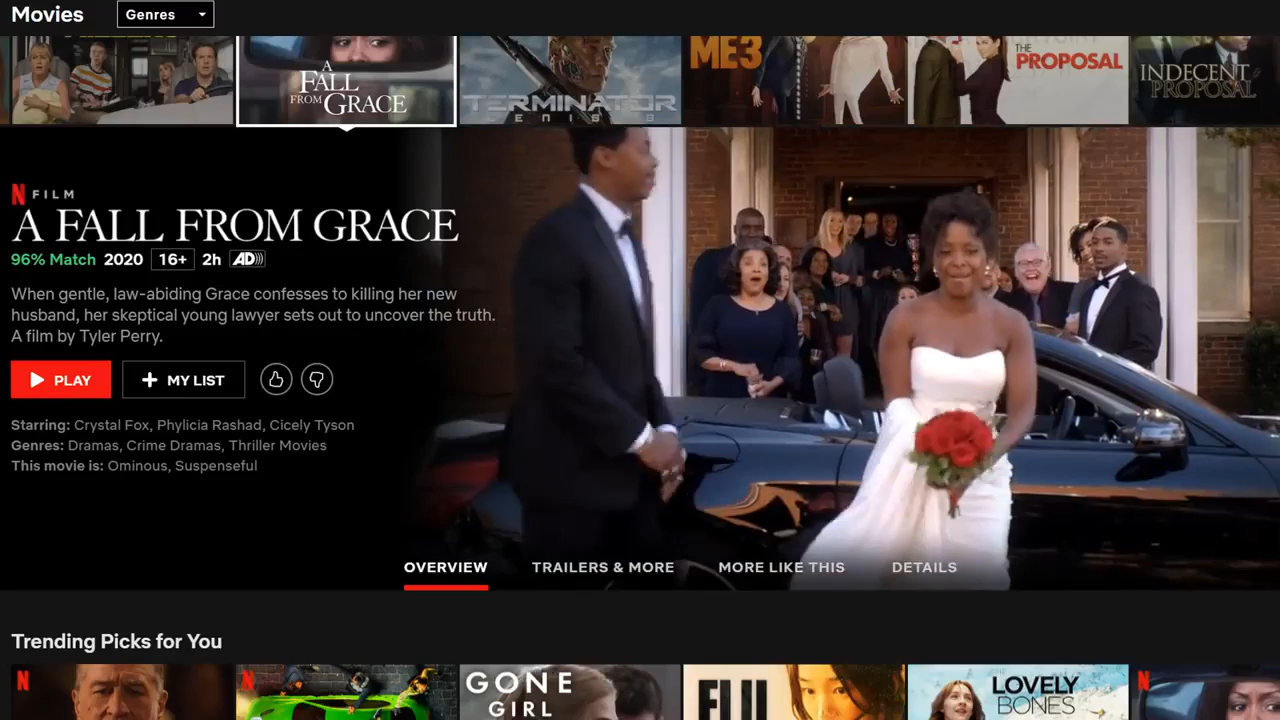 Movies
Genres
A
FALL
FROM GRACE
TERMINATOR
ME3
THE
PROPOSAL
INDECENT
PROPOSAL
N FILM
A FALL FROM GRACE
96% Match 2020 16+ 2h AD)))
When gentle, law-abiding Grace confesses to killing her new
husband, her skeptical young lawyer sets out to uncover the truth.
A film by Tyler Perry.
PLAY
MY LIST
Starring: Crystal Fox, Phylicia Rashad, Cicely Tyson
Genres: Dramas, Crime Dramas, Thriller Movies
This movie is: Ominous, Suspenseful
OVERVIEW
TRAILERS & MORE
MORE LIKE THIS
DETAILS
Trending Picks for You
N
N
GONE
GIRL
LOVELY
BONES
N